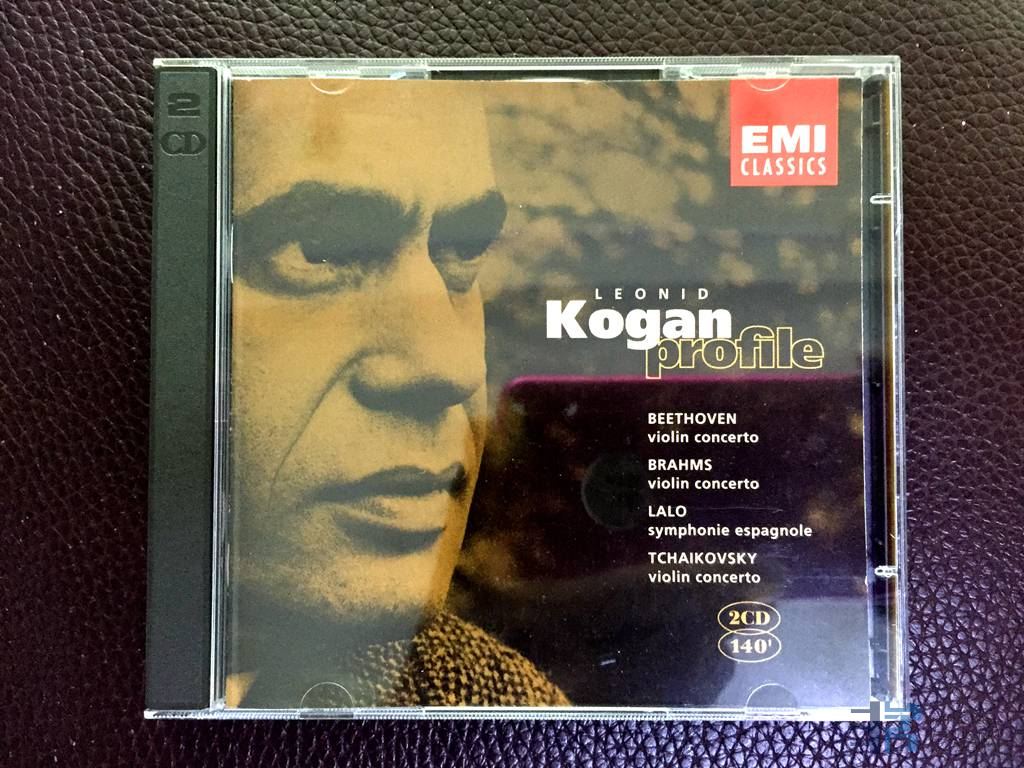 2
CD
EMI
CLASSICS
LEONID
Kogan
profile
BEETHOVEN
violin concerto
BRAHMS
violin concerto
LALO
symphonie espagnole
TCHAIKOVSKY
violin concerto
2CD
140'